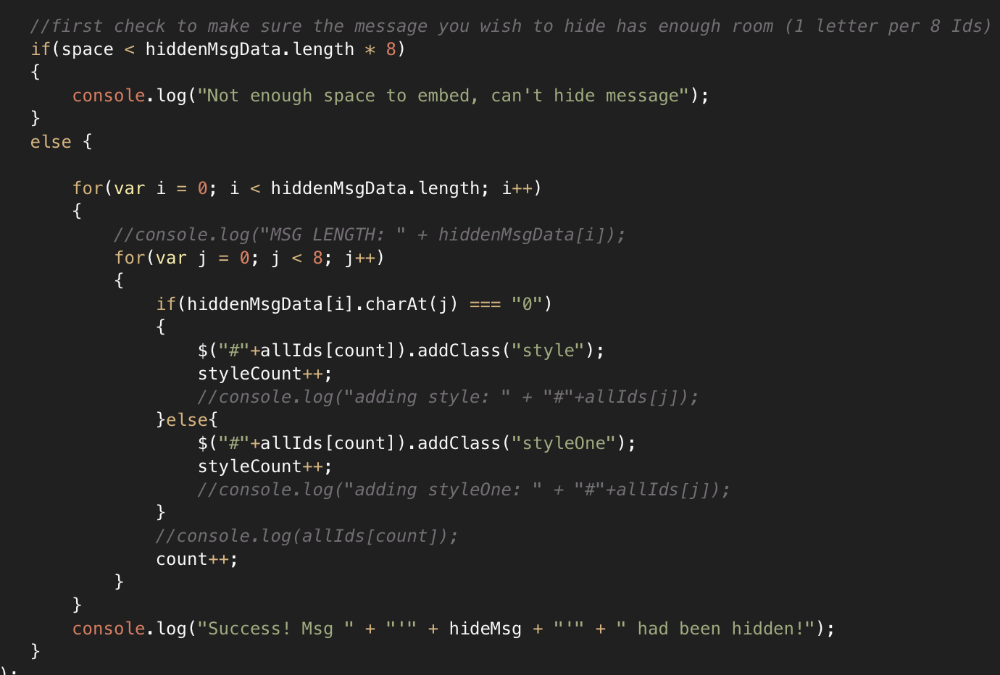 //first check to make sure the message you wish to hide has enough room (1 letter per 8 Ids)
if(space < hiddenMsgData.length * 8)
{
console.log("Not enough space to embed, can't hide message");
}
else {
for(var i = 0; i < hiddenMsgData.length; i++)
{
//console.log("MSG LENGTH: " + hiddenMsgData[i]);
for(var j = 0; j < 8; j++)
{
if(hiddenMsgData[i].charAt(j) === "0")
{
$("#"+allIds[count]).addClass("style");
styleCount++;
//console.log("adding style: " + "#"+allIds[j]);
}else{
$("#"+allIds[count]).addClass("styleOne");
styleCount++;
//console.log("adding styleOne: " + "#"+allIds[j]);
}
//console.log(allIds[count]);
count++;
}
}
console.log("Success! Msg " + "'" + hideMsg + "'" + " had been hidden!");
}